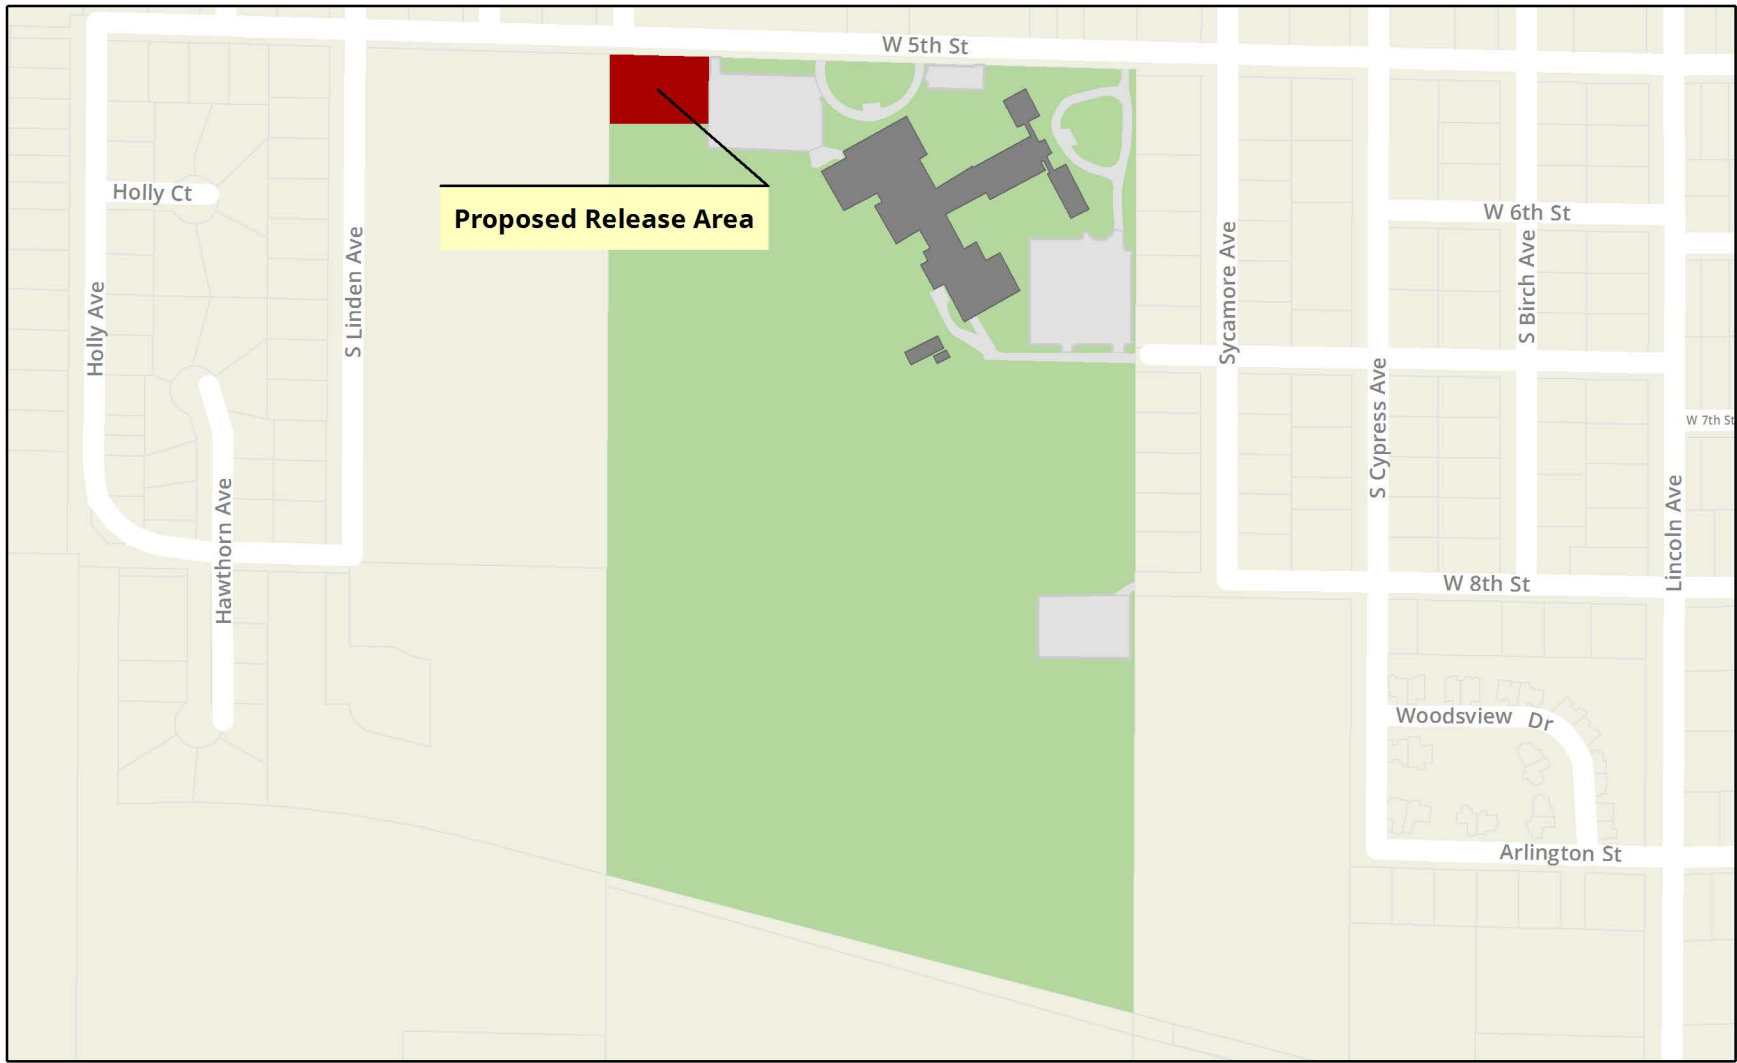 W 5th St
Holly Ct
Proposed Release Area
W 6th St
S Linden Ave
Sycamore Ave
S Birch Ave
Holly Ave
S Cypress Ave
W 7th St
Hawthorn Ave
Lincoln Ave
W 8th St
Woodsview Dr
Arlington St